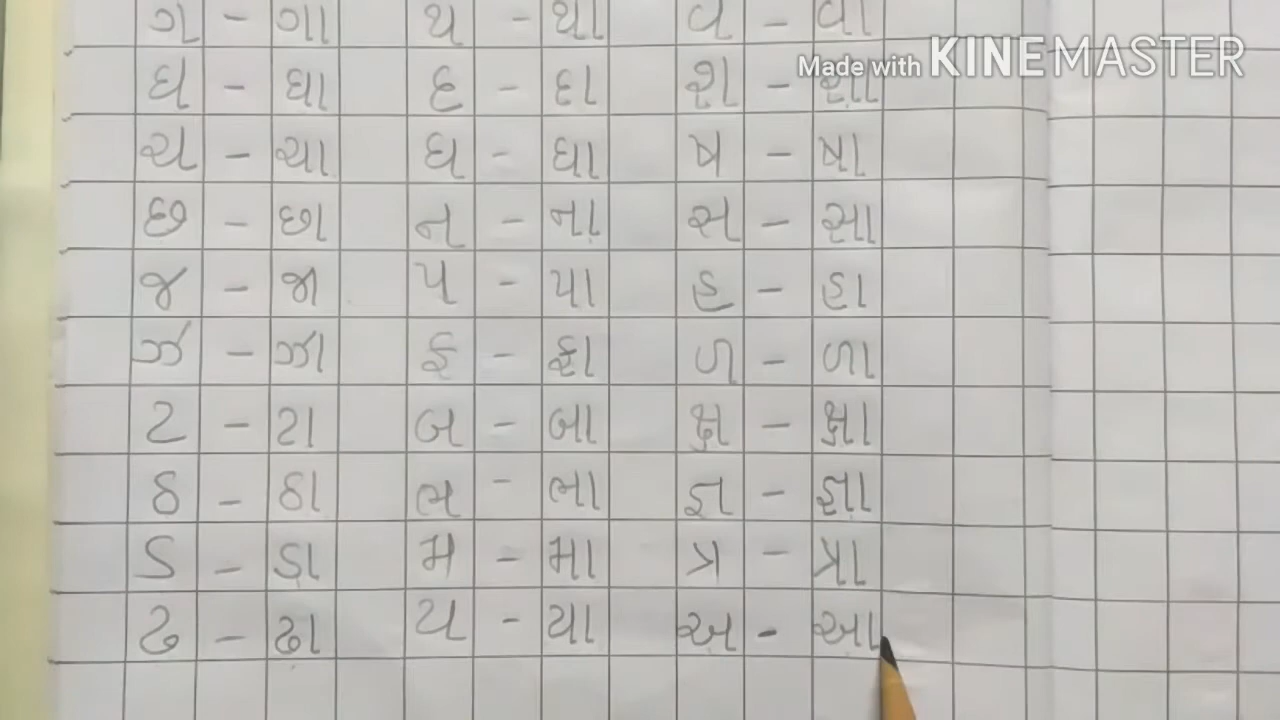 ગ - ગા થ - થા વ - વા
Made with KINEMASTER
ઘ - ઘા દ - દા શ - શા
ચ - ચા ધ - ધા ષ - ષા
છ - છા ન - ના સ - સા
જ - જા પ - પા હ - હા
ઝ - ઝા ફ - ફા ળ - ળા
ટ - ટા બ - બા ક્ષ - ક્ષા
ઠ - ઠા ભ - ભા જ્ઞ - જ્ઞા
ડ - ડા મ - મા ત્ર - ત્રા
ઢ - ઢા ય - યા અ - આ